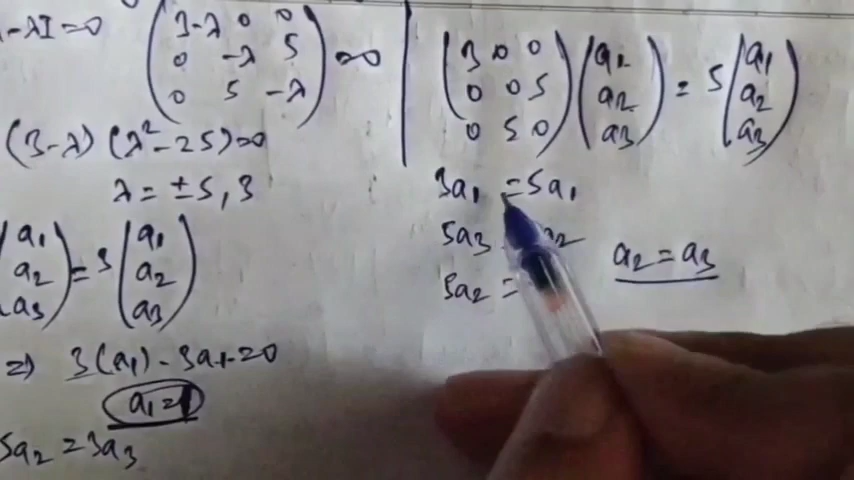 -λI=0
( 3-λ 0 0
0 -λ 5
0 5 -λ ) =0
(3-λ) (λ²-25)=0
λ = ±5, 3
( a1
a2
a3 ) = 3 ( a1
a2
a3 )
=) 3(a1) - 3a1=0
a1=1
5a2 = 3a3
( 3 0 0
0 0 5
0 5 0 ) ( a1
a2
a3 ) = 5 ( a1
a2
a3 )
3a1 = 5a1
5a3 a2
5a2 =
a2 = a3